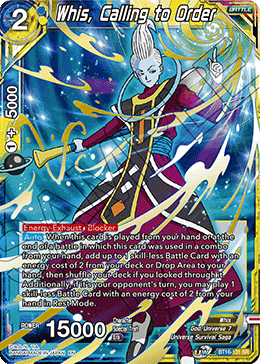 BATTLE
2
Whis, Calling to Order
1 + 5000
Energy-Exhaust Blocker
Auto When this card is played from your hand or at the
end of a battle in which this card was used in a combo
from your hand, add up to 1 skill-less Battle Card with an
energy cost of 2 from your deck or Drop Area to your
hand, then shuffle your deck if you looked through it.
Additionally, if it's your opponent's turn, you may play 1
skill-less Battle Card with an energy cost of 2 from your
hand in Rest Mode.
POWER 15000
Character
Special Trait
Era
Whis
God/Universe 7
Universe Survival Saga
SR